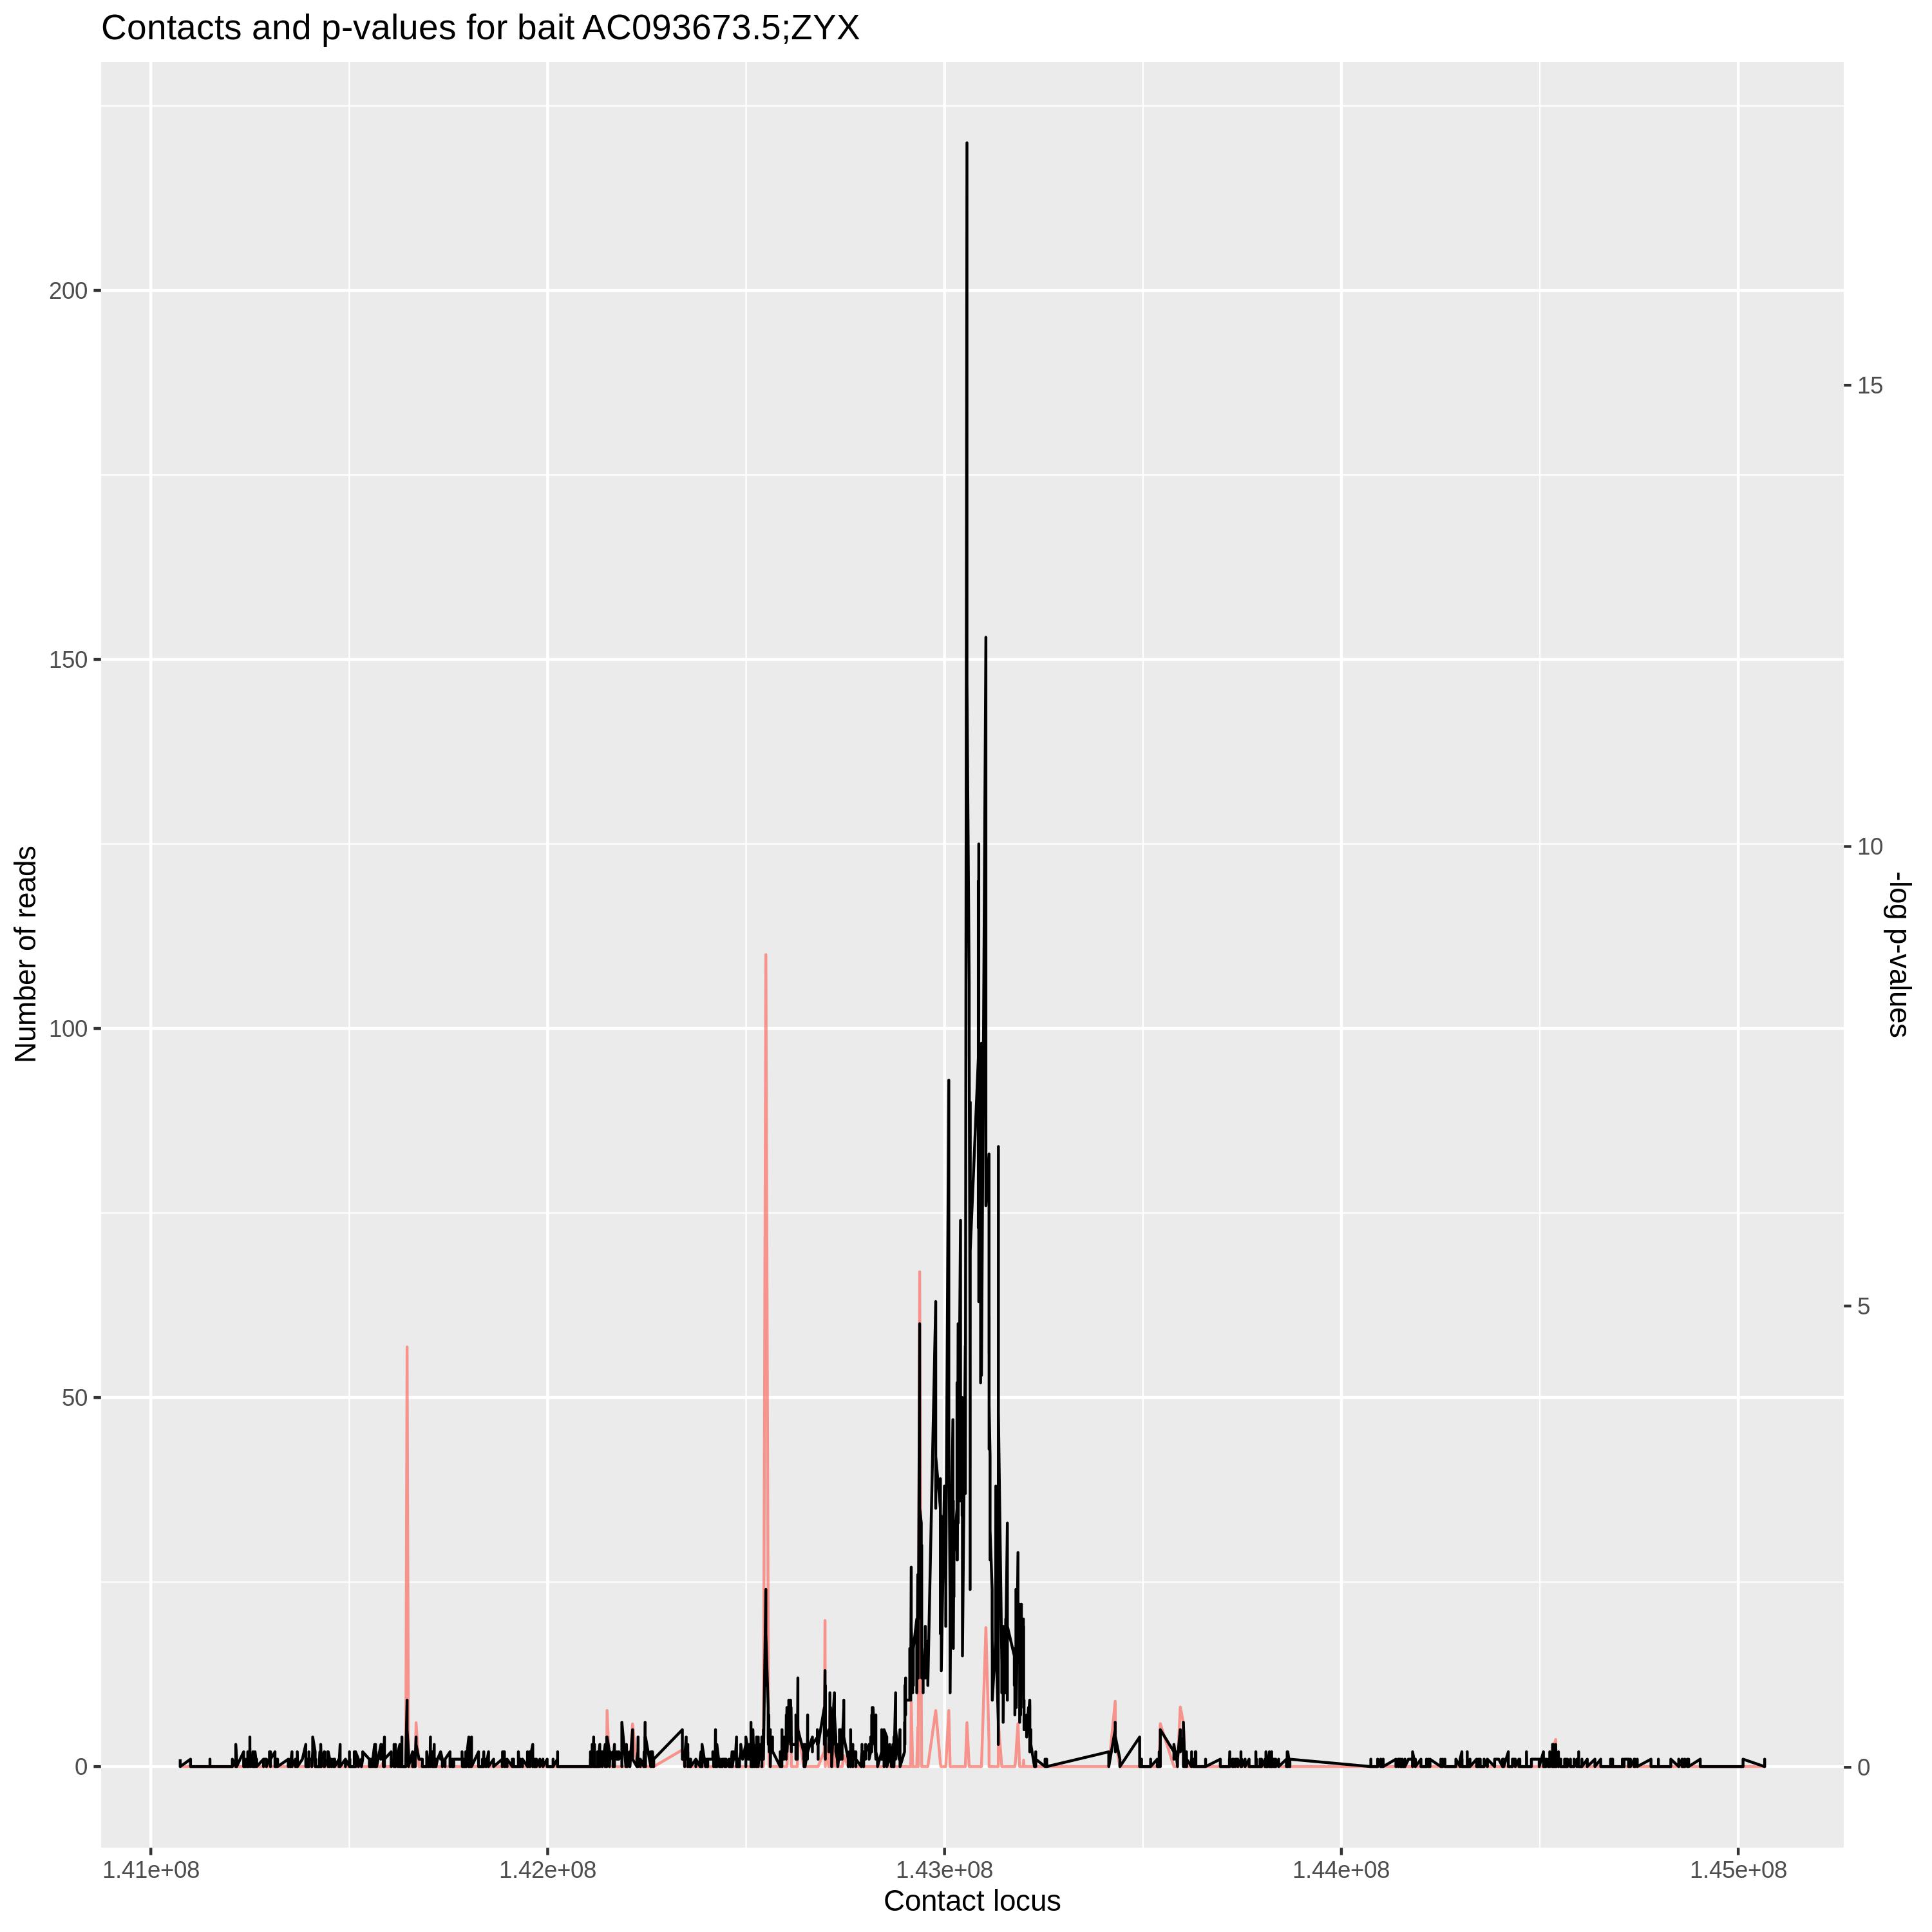 Contacts and p-values for bait AC093673.5;ZYX
200
150
100
50
0
Number of reads
15
10
5
0
-log p-values
1.41e+08
1.42e+08
1.43e+08
1.44e+08
1.45e+08
Contact locus